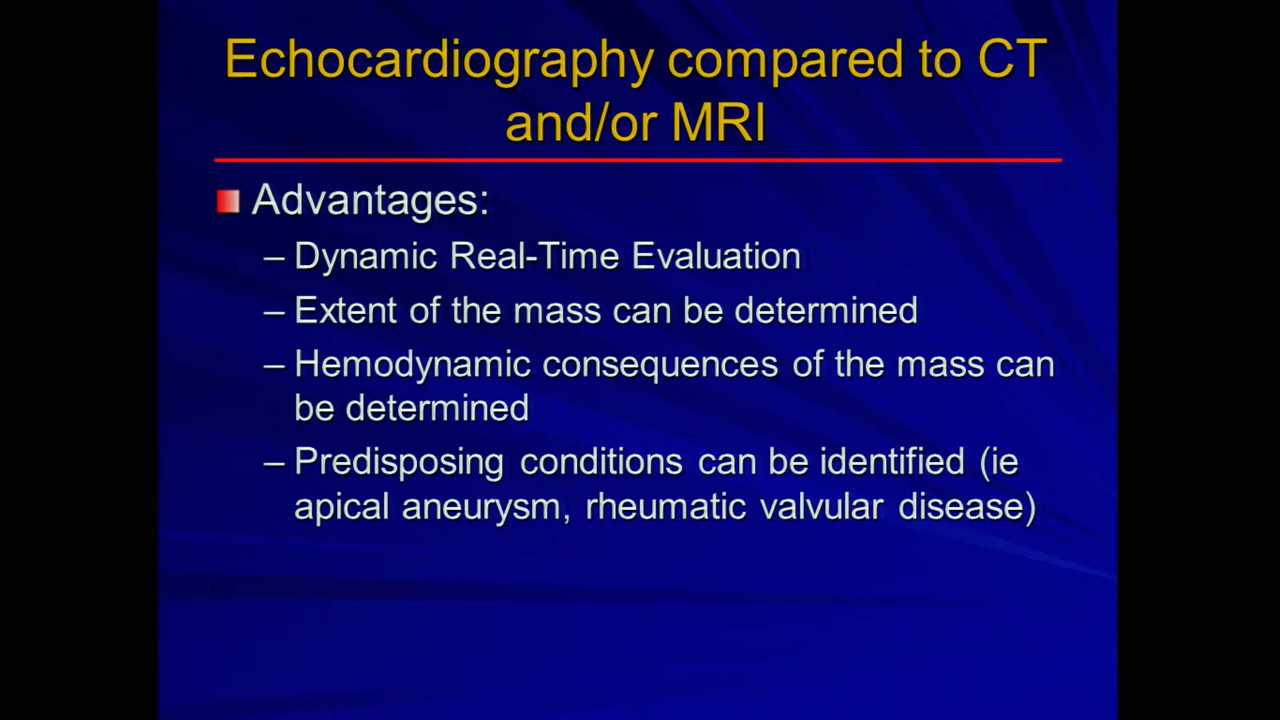 Echocardiography compared to CT
and/or MRI
Advantages:
– Dynamic Real-Time Evaluation
– Extent of the mass can be determined
– Hemodynamic consequences of the mass can
be determined
– Predisposing conditions can be identified (ie
apical aneurysm, rheumatic valvular disease)